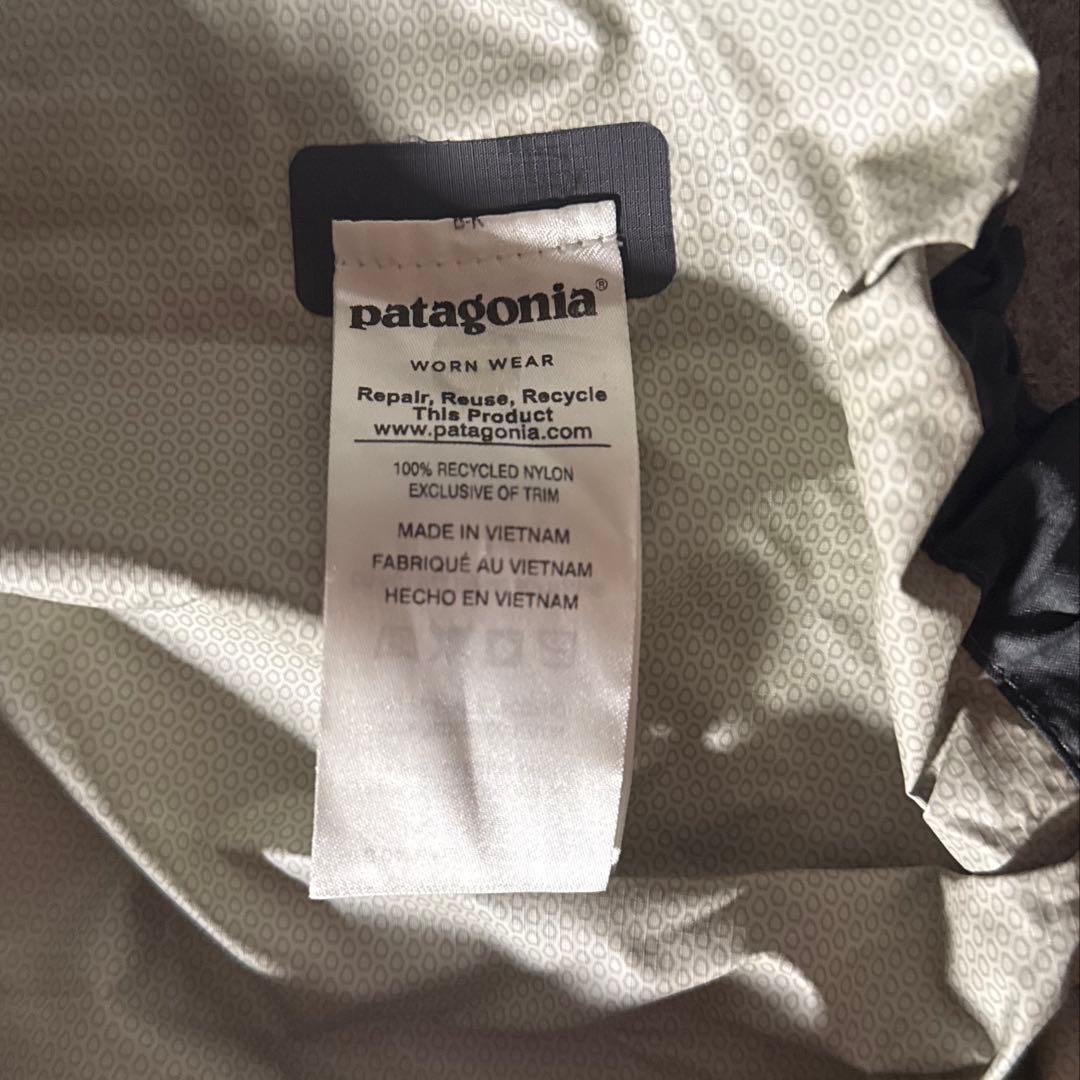 patagonia®
WORN WEAR
Repair, Reuse, Recycle
This Product
www.patagonia.com
100% RECYCLED NYLON
EXCLUSIVE OF TRIM
MADE IN VIETNAM
FABRIQUÉ AU VIETNAM
HECHO EN VIETNAM